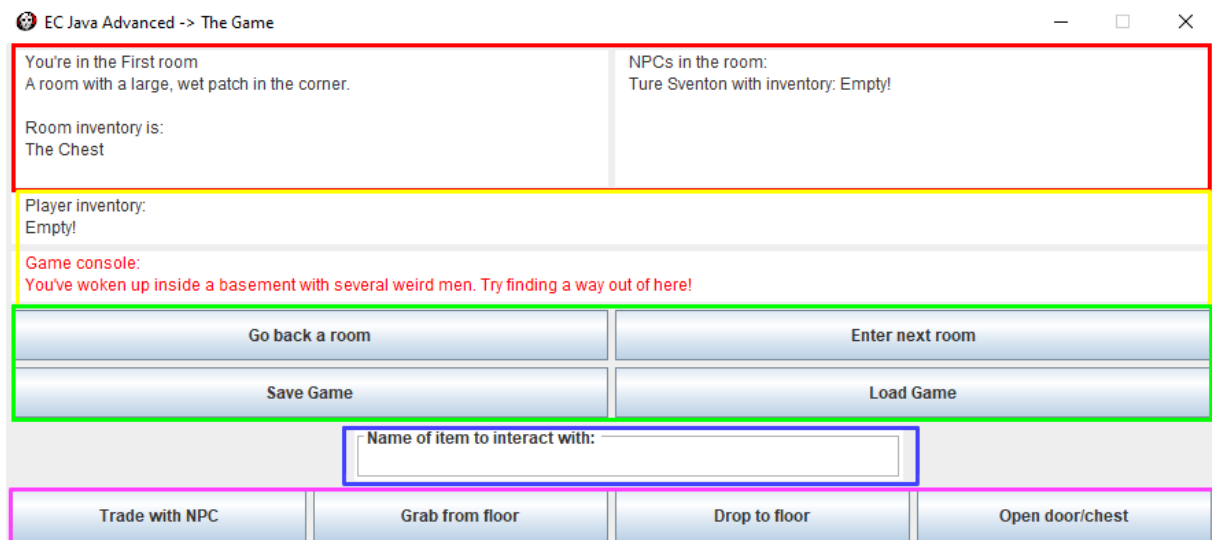 EC Java Advanced -> The Game
You're in the First room
A room with a large, wet patch in the corner.
Room inventory is:
The Chest
NPCs in the room:
Ture Sventon with inventory: Empty!
Player inventory:
Empty!
Game console:
You've woken up inside a basement with several weird men. Try finding a way out of here!
Go back a room
Enter next room
Save Game
Load Game
Name of item to interact with:
Trade with NPC
Grab from floor
Drop to floor
Open door/chest